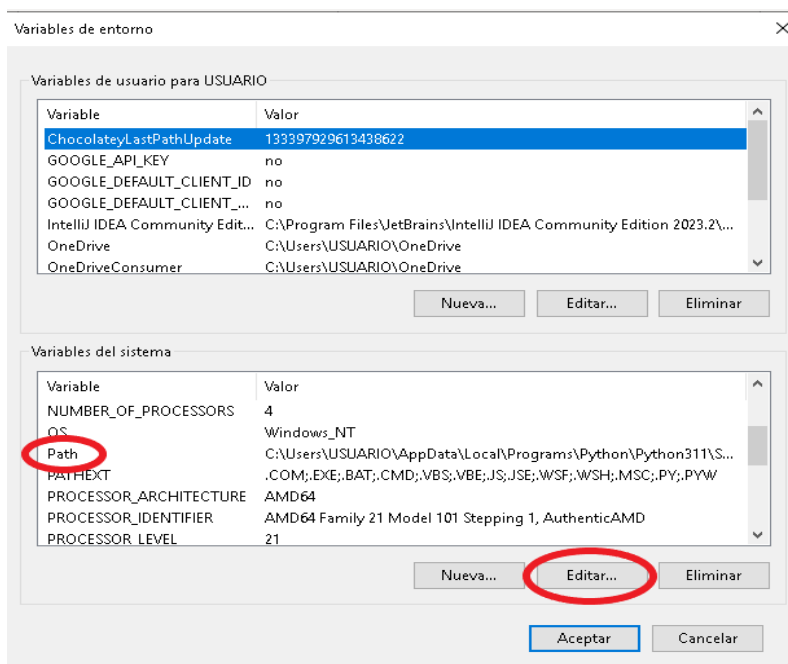 Variables de entorno
Variables de usuario para USUARIO
Variable Valor
ChocolateyLastPathUpdate 133397929613438622
GOOGLE_API_KEY no
GOOGLE_DEFAULT_CLIENT_ID no
GOOGLE_DEFAULT_CLIENT_... no
IntelliJ IDEA Community Edit... C:\Program Files\JetBrains\IntelliJ IDEA Community Edition 2023.2\...
OneDrive C:\Users\USUARIO\OneDrive
OneDriveConsumer C:\Users\USUARIO\OneDrive
Nueva... Editar... Eliminar
Variables del sistema
Variable Valor
NUMBER_OF_PROCESSORS 4
OS Windows_NT
Path C:\Users\USUARIO\AppData\Local\Programs\Python\Python311\S...
PATHEXT .COM;.EXE;.BAT;.CMD;.VBS;.VBE;.JS;.JSE;.WSF;.WSH;.MSC;.PY;.PYW
PROCESSOR_ARCHITECTURE AMD64
PROCESSOR_IDENTIFIER AMD64 Family 21 Model 101 Stepping 1, AuthenticAMD
PROCESSOR_LEVEL 21
Nueva... Editar... Eliminar
Aceptar Cancelar